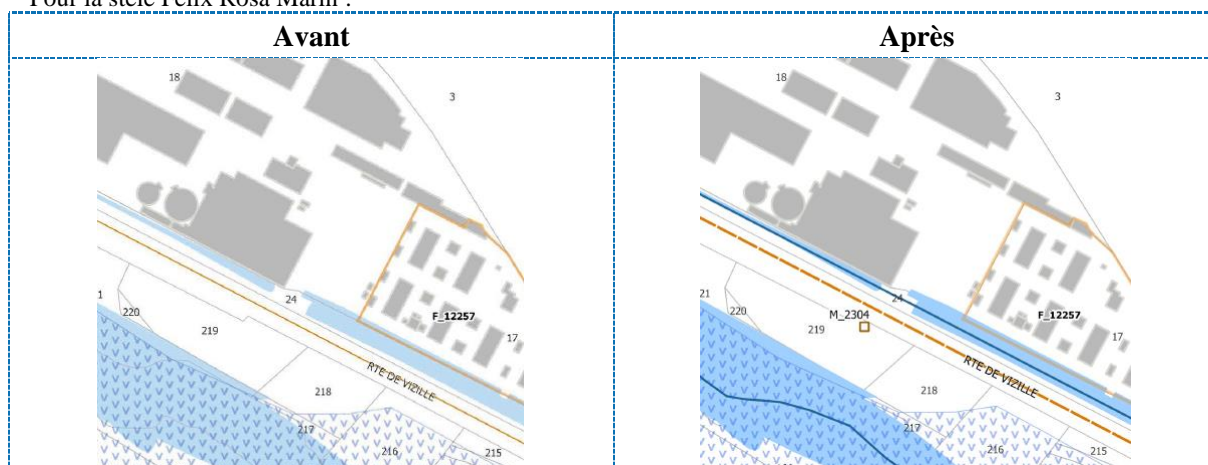 Pour la stèle Félix Rosa Marin :
Avant
Après
18
3
24
1
220
219
F_12257
17
RTE DE VIZILLE
218
217
216
215
18
3
24
21
220
M_2304
219
F_12257
17
RTE DE VIZILLE
218
217
216
215